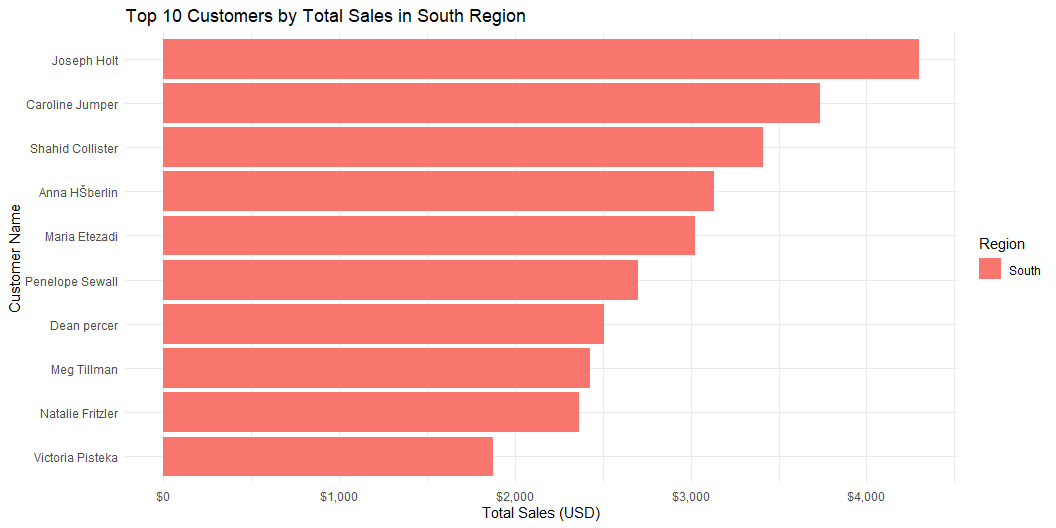 Top 10 Customers by Total Sales in South Region
Customer Name
Joseph Holt
Caroline Jumper
Shahid Collister
Anna HŠberlin
Maria Etezadi
Penelope Sewall
Dean percer
Meg Tillman
Natalie Fritzler
Victoria Pisteka
$0 $1,000 $2,000 $3,000 $4,000
Total Sales (USD)
Region
South